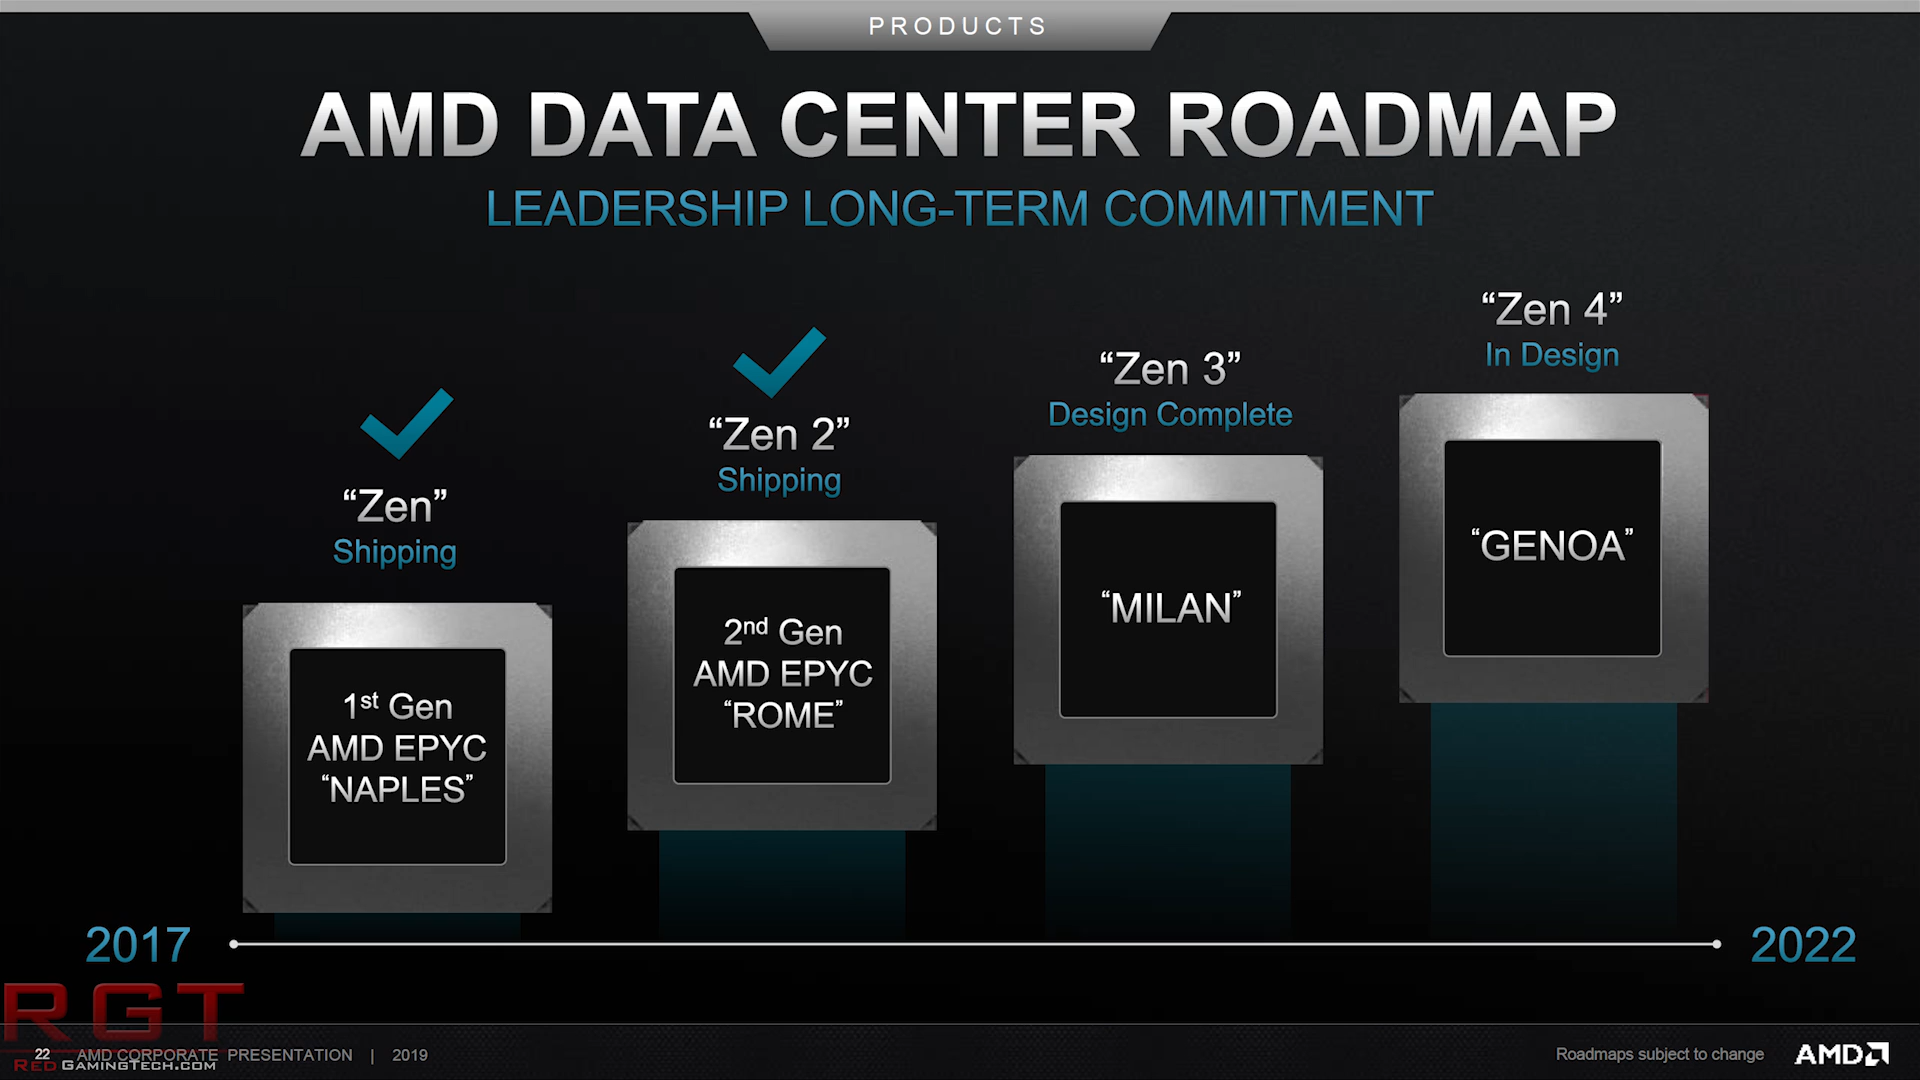 PRODUCTS
AMD DATA CENTER ROADMAP
LEADERSHIP LONG-TERM COMMITMENT
“Zen”
Shipping
1st Gen
AMD EPYC
“NAPLES”
“Zen 2”
Shipping
2nd Gen
AMD EPYC
“ROME”
“Zen 3”
Design Complete
“MILAN”
“Zen 4”
In Design
“GENOA”
2017
2022
RGT
RED GAMINGTECH.COM
22 AMD CORPORATE PRESENTATION | 2019
Roadmaps subject to change
AMD